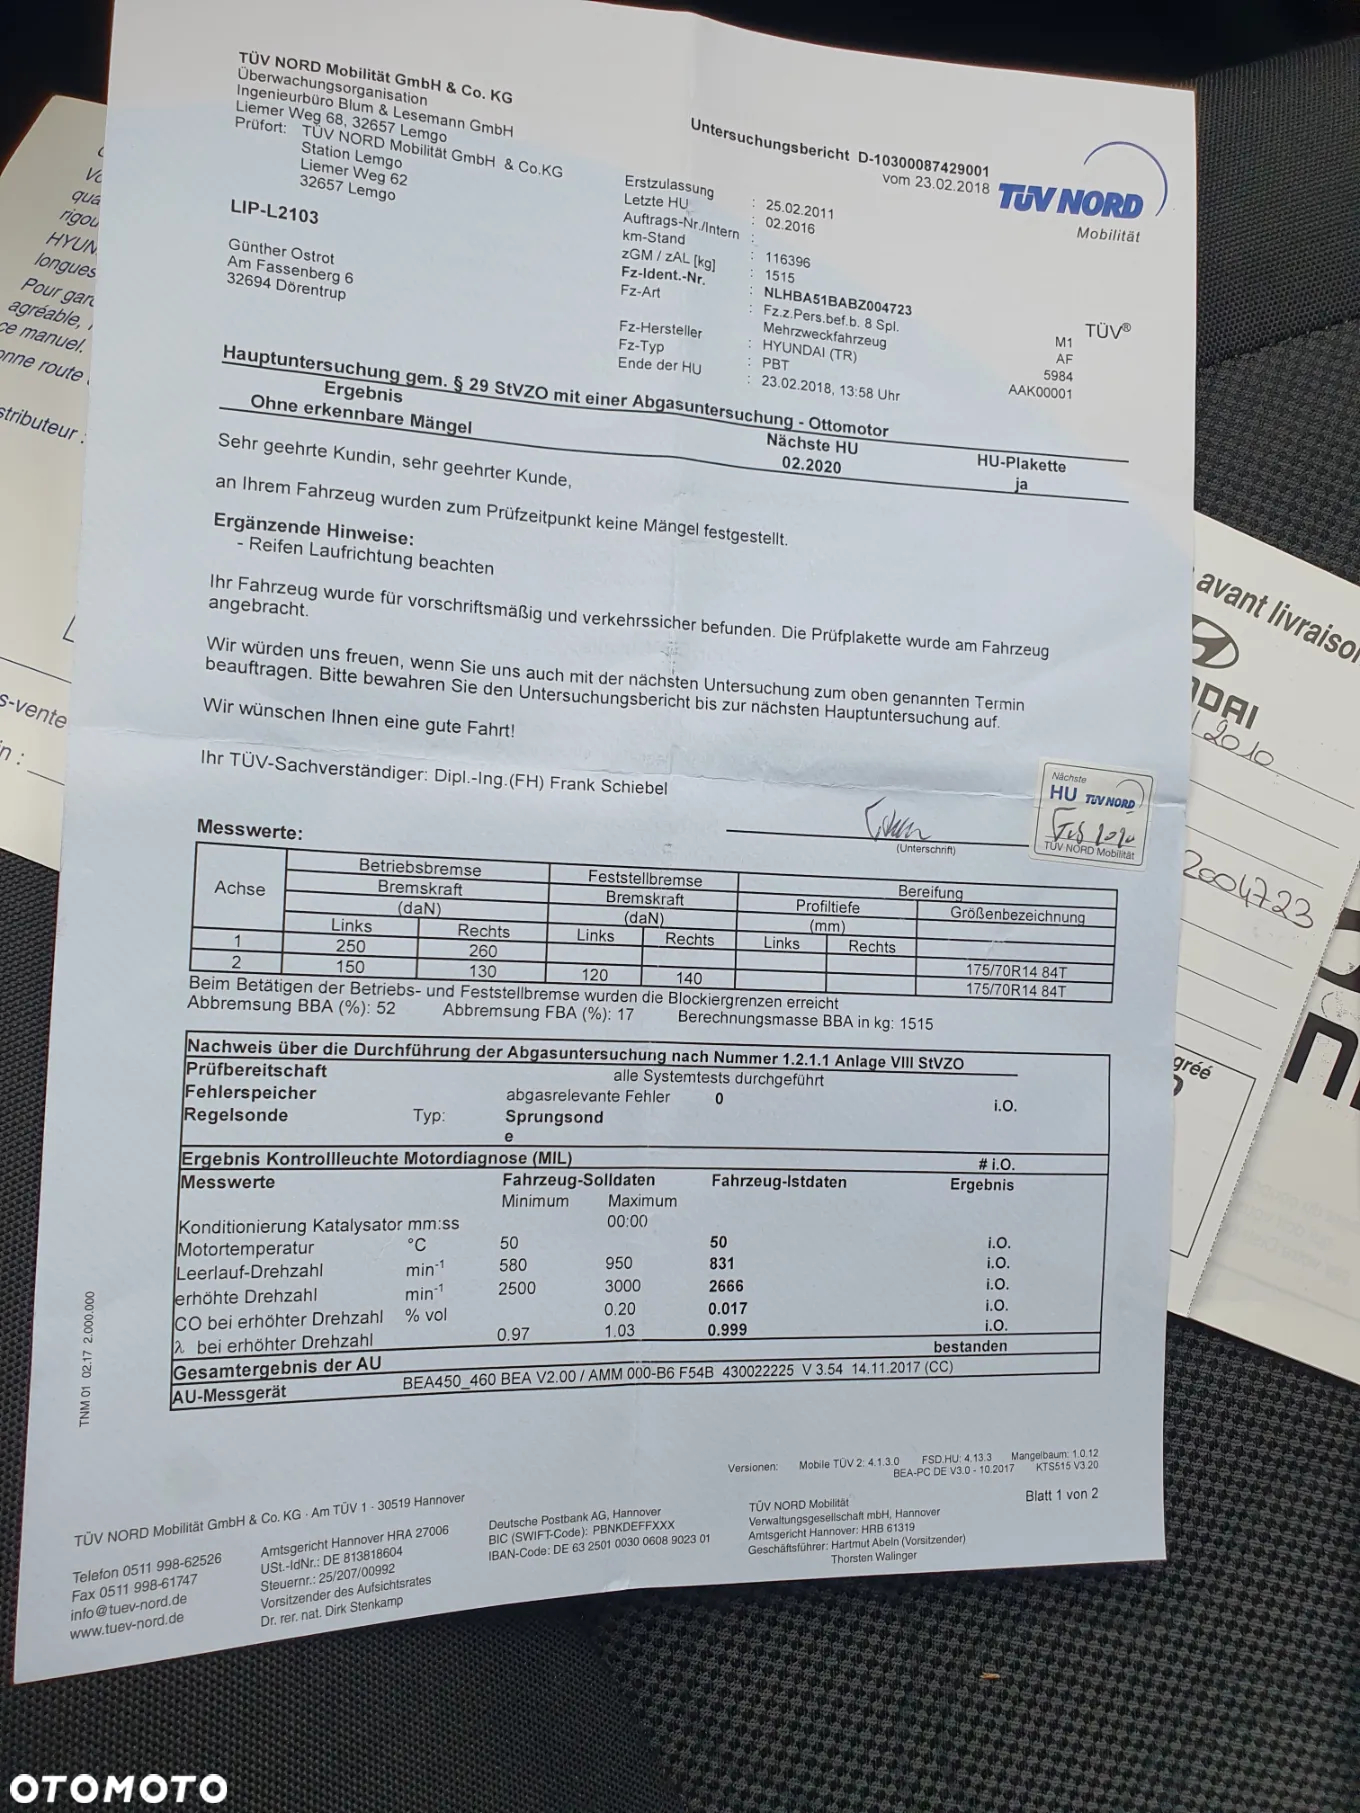 TÜV NORD Mobilität GmbH & Co. KG
Überwachungsorganisation
Ingenieurbüro Blum & Lesemann GmbH
Liemer Weg 68, 32657 Lemgo
Prüfort: TÜV NORD Mobilität GmbH & Co.KG
Station Lemgo
Liemer Weg 62
32657 Lemgo
LIP-L2103
Günther Ostrot
Am Fassenberg 6
32694 Dörentrup
Untersuchungsbericht D-10300087429001
vom 23.02.2018
TÜV NORD
Mobilität
Erstzulassung : 25.02.2011
Letzte HU : 02.2016
Auftrags-Nr./Intern :
km-Stand : 116396
zGM / zAL [kg] : 1515
Fz-Ident.-Nr. : NLHBA51BABZ004723
Fz-Art : Fz.z.Pers.bef.b. 8 Spl.
Mehrzweckfahrzeug
Fz-Hersteller : HYUNDAI (TR)
Fz-Typ : PBT
Ende der HU : 23.02.2018, 13:58 Uhr
TÜV®
M1
AF
5984
AAK00001
Hauptuntersuchung gem. § 29 StVZO mit einer Abgasuntersuchung - Ottomotor
Ergebnis Nächste HU HU-Plakette
Ohne erkennbare Mängel 02.2020 ja
Sehr geehrte Kundin, sehr geehrter Kunde,
an Ihrem Fahrzeug wurden zum Prüfzeitpunkt keine Mängel festgestellt.
Ergänzende Hinweise:
- Reifen Laufrichtung beachten
Ihr Fahrzeug wurde für vorschriftsmäßig und verkehrssicher befunden. Die Prüfplakette wurde am Fahrzeug
angebracht.
Wir würden uns freuen, wenn Sie uns auch mit der nächsten Untersuchung zum oben genannten Termin
beauftragen. Bitte bewahren Sie den Untersuchungsbericht bis zur nächsten Hauptuntersuchung auf.
Wir wünschen Ihnen eine gute Fahrt!
Ihr TÜV-Sachverständiger: Dipl.-Ing.(FH) Frank Schiebel
(Unterschrift)
Nächste
HU TÜV NORD
TÜV NORD Mobilität
Messwerte:
Achse Betriebsbremse Feststellbremse Bereifung
Bremskraft Bremskraft Profiltiefe Größenbezeichnung
(daN) (daN) (mm)
Links Rechts Links Rechts Links Rechts
1 250 260 175/70R14 84T
2 150 130 120 140 175/70R14 84T
Beim Betätigen der Betriebs- und Feststellbremse wurden die Blockiergrenzen erreicht
Abbremsung BBA (%): 52 Abbremsung FBA (%): 17 Berechnungsmasse BBA in kg: 1515
Nachweis über die Durchführung der Abgasuntersuchung nach Nummer 1.2.1.1 Anlage VIII StVZO
Prüfbereitschaft alle Systemtests durchgeführt
Fehlerspeicher abgasrelevante Fehler 0 i.O.
Regelsonde Typ: Sprungsond
e
Ergebnis Kontrollleuchte Motordiagnose (MIL) # i.O.
Messwerte Fahrzeug-Solldaten Fahrzeug-Istdaten Ergebnis
Minimum Maximum
Konditionierung Katalysator mm:ss 00:00
Motortemperatur °C 50 50 i.O.
Leerlauf-Drehzahl min-1 580 950 831 i.O.
erhöhte Drehzahl min-1 2500 3000 2666 i.O.
CO bei erhöhter Drehzahl % vol 0.20 0.017 i.O.
λ bei erhöhter Drehzahl 0.97 1.03 0.999 i.O.
Gesamtergebnis der AU bestanden
AU-Messgerät BEA450_460 BEA V2.00 / AMM 000-B6 F54B 430022225 V 3.54 14.11.2017 (CC)
TNM 01 02.17 2.000.000
Versionen: Mobile TÜV 2: 4.1.3.0 FSD.HU: 4.13.3 Mangelbaum: 1.0.12
BEA-PC DE V3.0 - 10.2017 KTS515 V3.20
Blatt 1 von 2
TÜV NORD Mobilität GmbH & Co. KG · Am TÜV 1 - 30519 Hannover
Telefon 0511 998-62526
Fax 0511 998-61747
info@tuev-nord.de
www.tuev-nord.de
Amtsgericht Hannover HRA 27006
USt.-IdNr.: DE 813818604
Steuernr.: 25/207/00992
Vorsitzender des Aufsichtsrates
Dr. rer. nat. Dirk Stenkamp
Deutsche Postbank AG, Hannover
BIC (SWIFT-Code): PBNKDEFFXXX
IBAN-Code: DE 63 2501 0030 0608 9023 01
TÜV NORD Mobilität
Verwaltungsgesellschaft mbH, Hannover
Amtsgericht Hannover: HRB 61319
Geschäftsführer: Hartmut Abeln (Vorsitzender)
Thorsten Walinger
qua
rigou
HYUN
longues
Pour gar
agréable,
ce manuel.
onne route
stributeur :
s-vente
n :
avant livraison
NDAI
2010
2004723
gréé
OTOMOTO